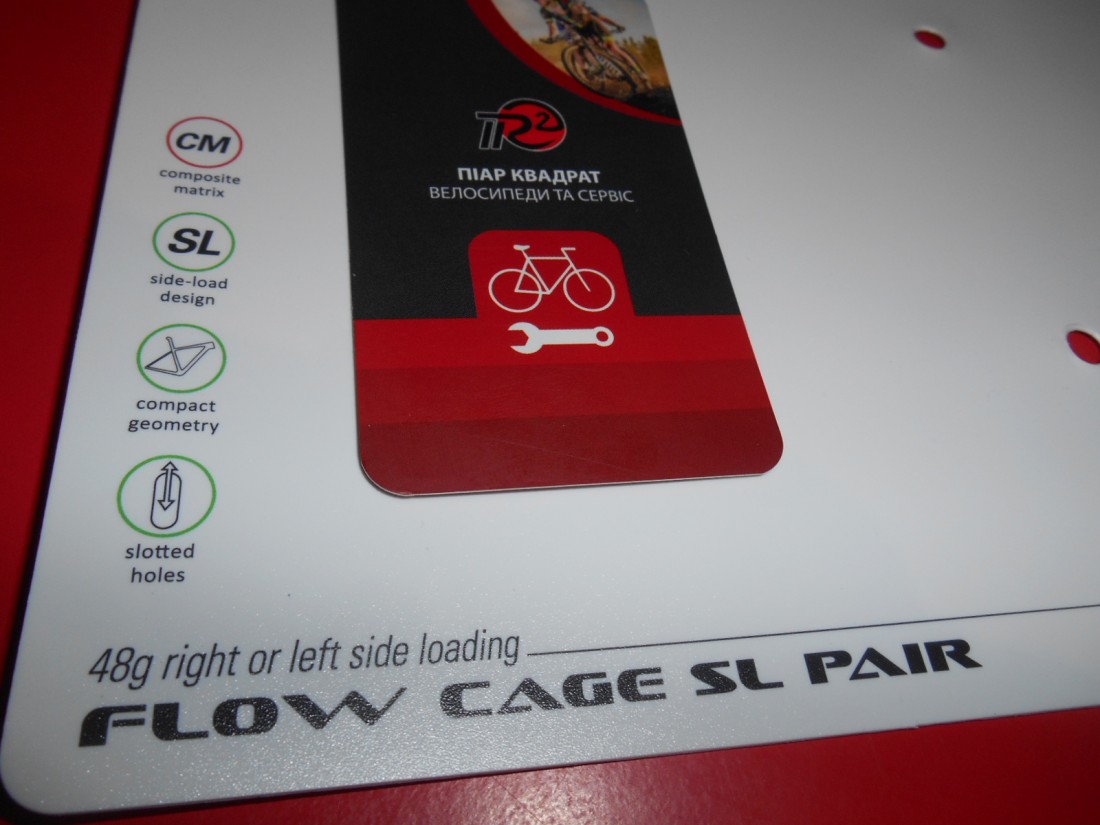 CM
composite
matrix
SL
side-load
design
compact
geometry
slotted
holes
ПR2
ПІАР КВАДРАТ
ВЕЛОСИПЕДИ ТА СЕРВІС
48g right or left side loading
FLOW CAGE SL PAIR